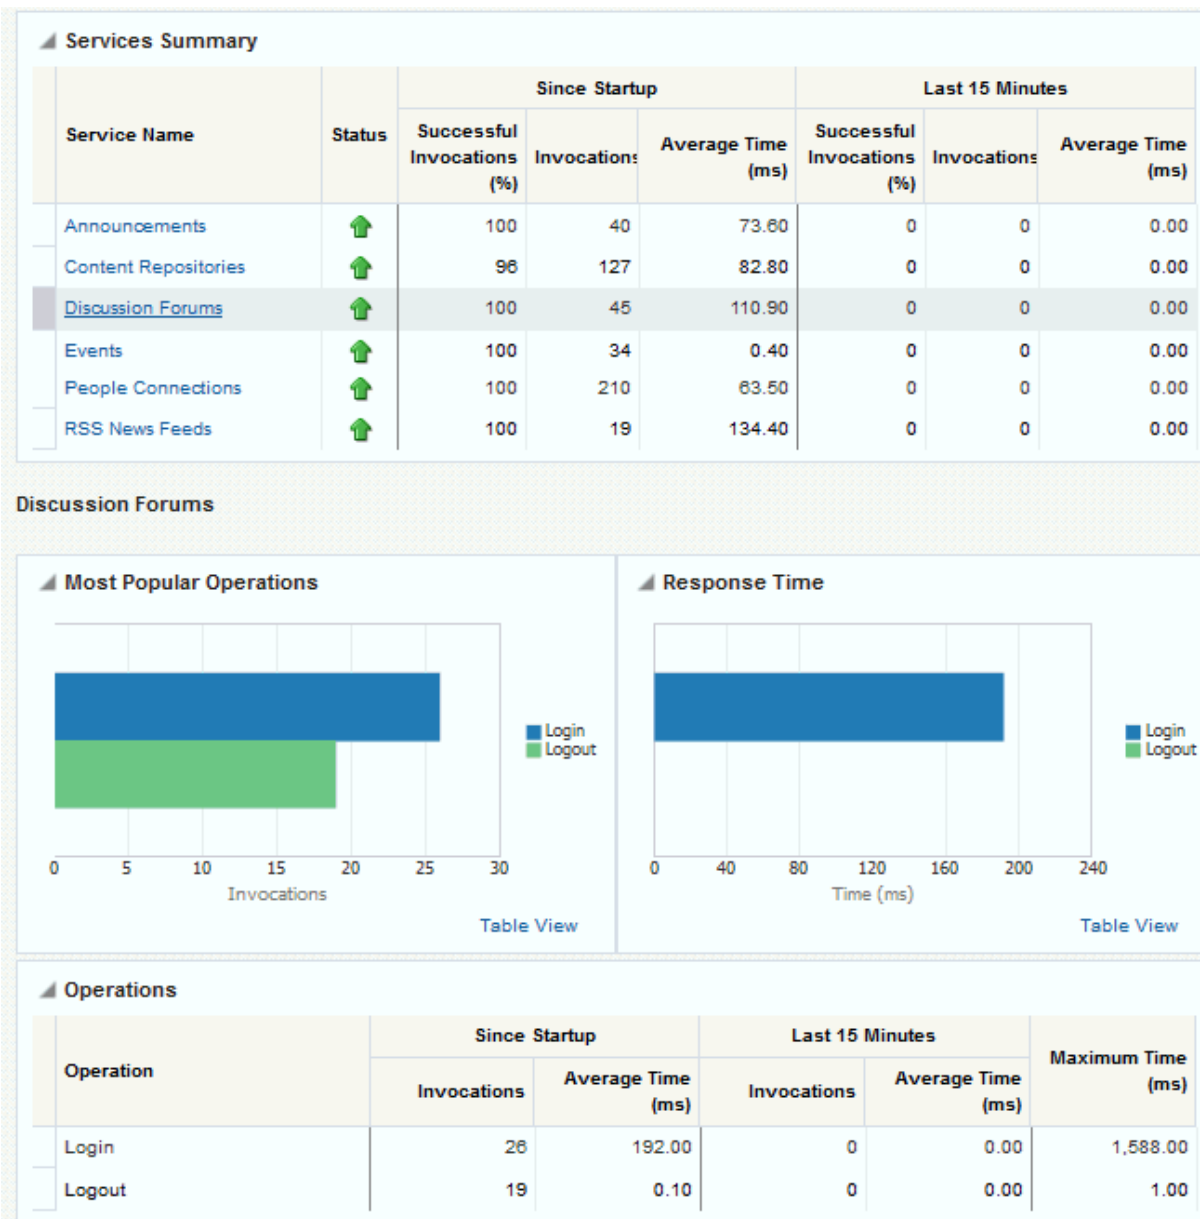 Services Summary
Since Startup Last 15 Minutes
Service Name Status Successful Invocations (%) Invocations Average Time (ms) Successful Invocations (%) Invocations Average Time (ms)
Announcements 100 40 73.60 0 0 0.00
Content Repositories 96 127 82.80 0 0 0.00
Discussion Forums 100 45 110.90 0 0 0.00
Events 100 34 0.40 0 0 0.00
People Connections 100 210 63.50 0 0 0.00
RSS News Feeds 100 19 134.40 0 0 0.00
Discussion Forums
Most Popular Operations
Login
Logout
0 5 10 15 20 25 30
Invocations
Table View
Response Time
Login
Logout
0 40 80 120 160 200 240
Time (ms)
Table View
Operations
Since Startup Last 15 Minutes
Operation Invocations Average Time (ms) Invocations Average Time (ms) Maximum Time (ms)
Login 26 192.00 0 0.00 1,588.00
Logout 19 0.10 0 0.00 1.00